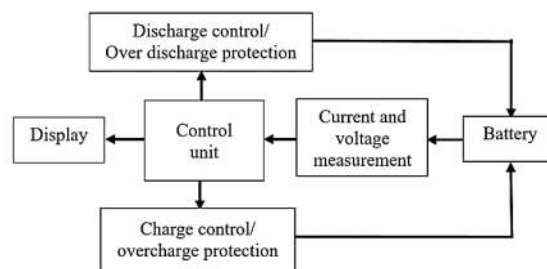 Discharge control/
Over discharge protection
Display
Control
unit
Current and
voltage
measurement
Battery
Charge control/
overcharge protection